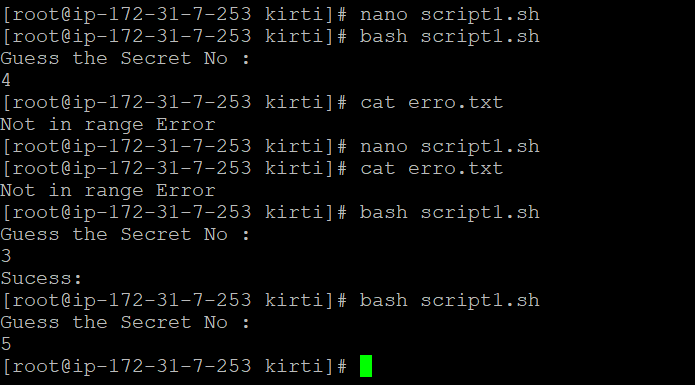 [root@ip-172-31-7-253 kirti]# nano script1.sh
[root@ip-172-31-7-253 kirti]# bash script1.sh
Guess the Secret No :
4
[root@ip-172-31-7-253 kirti]# cat erro.txt
Not in range Error
[root@ip-172-31-7-253 kirti]# nano script1.sh
[root@ip-172-31-7-253 kirti]# cat erro.txt
Not in range Error
[root@ip-172-31-7-253 kirti]# bash script1.sh
Guess the Secret No :
3
Sucess:
[root@ip-172-31-7-253 kirti]# bash script1.sh
Guess the Secret No :
5
[root@ip-172-31-7-253 kirti]#